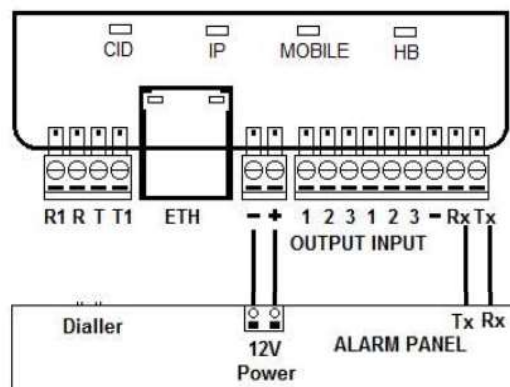 CID IP MOBILE HB
R1 R T T1 ETH - + 1 2 3 1 2 3 - Rx Tx
OUTPUT INPUT
Dialler 12V Power ALARM PANEL Tx Rx